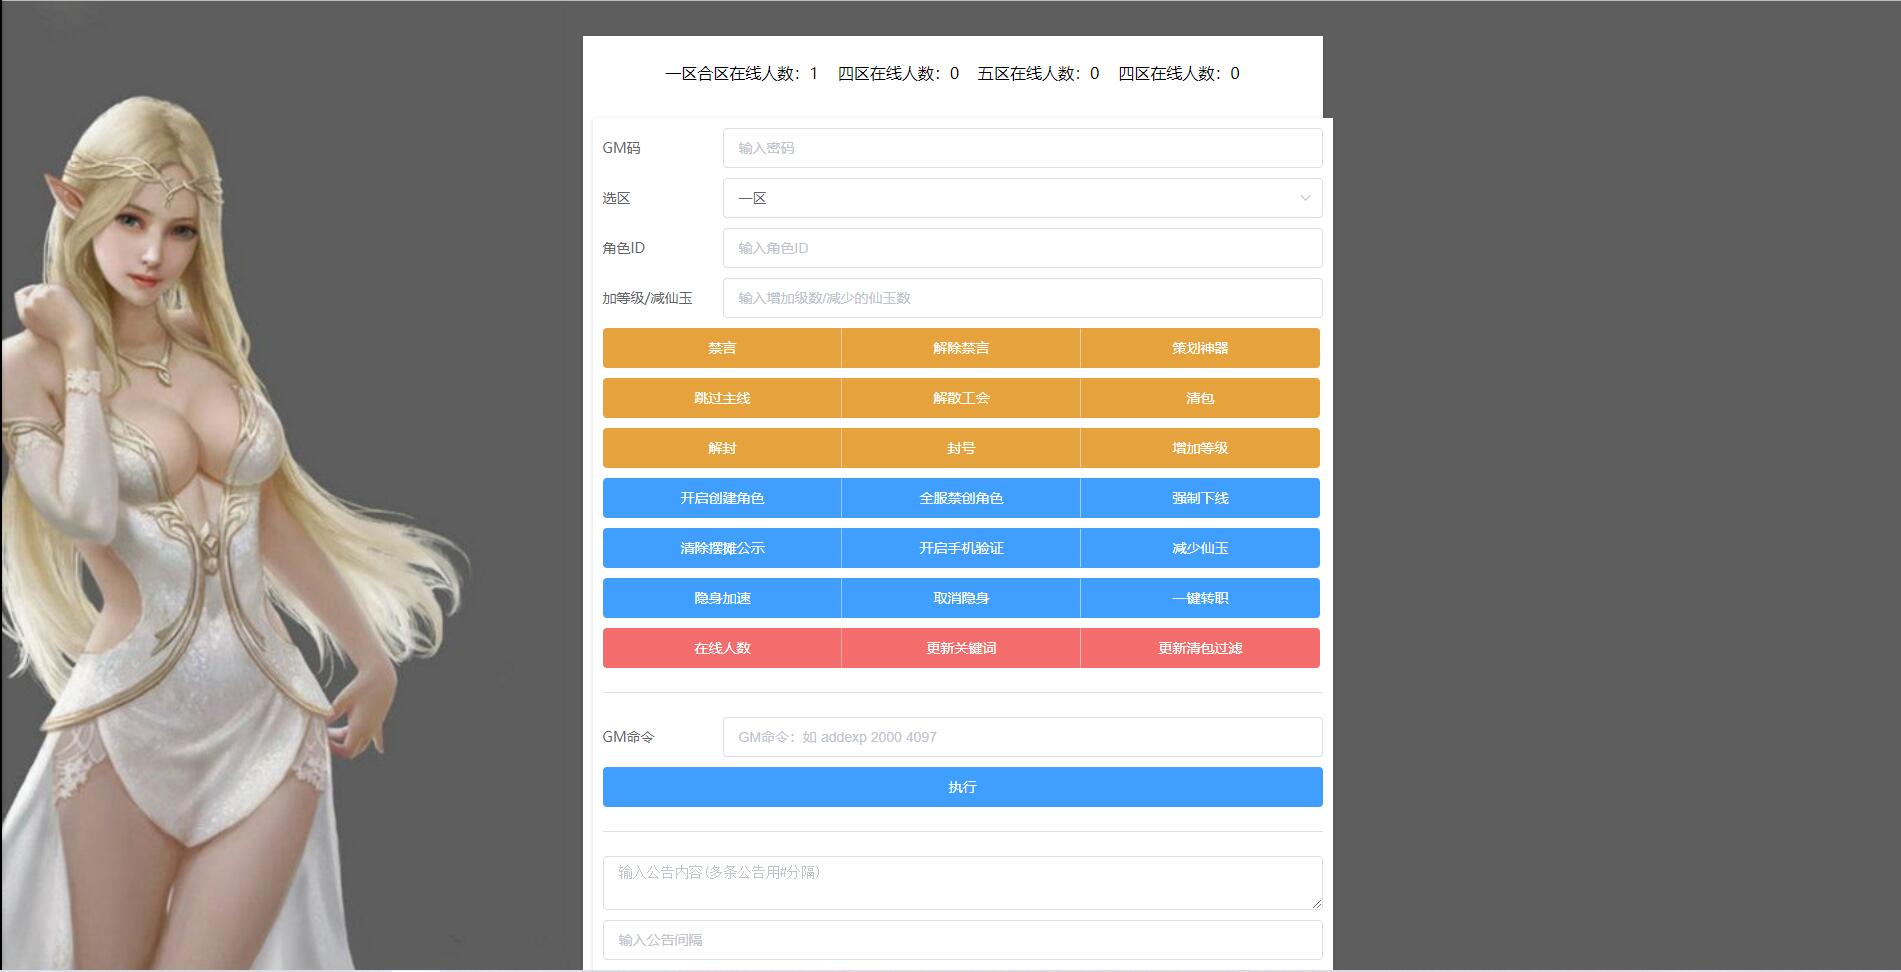 一区合区在线人数：1 四区在线人数：0 五区在线人数：0 四区在线人数：0
GM码 输入密码
选区 一区
角色ID 输入角色ID
加等级/减仙玉 输入增加级数/减少的仙玉数
禁言 解除禁言 策划神器
跳过主线 解散工会 清包
解封 封号 增加等级
开启创建角色 全服禁创角色 强制下线
清除摆摊公示 开启手机验证 减少仙玉
隐身加速 取消隐身 一键转职
在线人数 更新关键词 更新清包过滤
GM命令 GM命令：如 addexp 2000 4097
执行
输入公告内容(多条公告用#分隔)
输入公告间隔